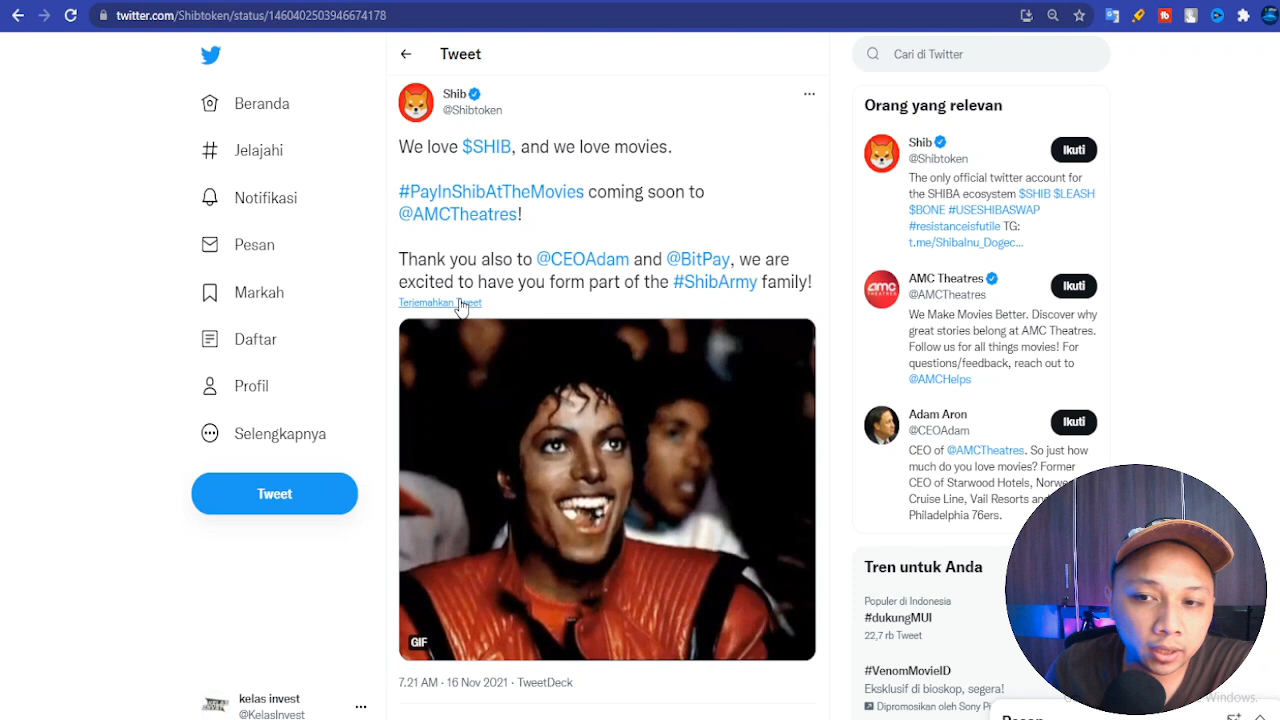 twitter.com/Shibtoken/status/1460402503946674178
Beranda
Jelajahi
Notifikasi
Pesan
Markah
Daftar
Profil
Selengkapnya
Tweet
kelas invest
@KelasInvest
Tweet
Shib
@Shibtoken
We love $SHIB, and we love movies.
#PayInShibAtTheMovies coming soon to
@AMCTheatres!
Thank you also to @CEOAdam and @BitPay, we are
excited to have you form part of the #ShibArmy family!
Terjemahkan Tweet
GIF
7.21 AM · 16 Nov 2021 · TweetDeck
Cari di Twitter
Orang yang relevan
Shib
@Shibtoken
Ikuti
The only official twitter account for
the SHIBA ecosystem $SHIB $LEASH
$BONE #USESHIBASWAP
#resistanceisfutile TG:
t.me/ShibaInu_Dogec...
amc
AMC Theatres
@AMCTheatres
Ikuti
We Make Movies Better. Discover why
great stories belong at AMC Theatres.
Follow us for all things movies! For
questions/feedback, reach out to
@AMCHelps
Adam Aron
@CEOAdam
Ikuti
CEO of @AMCTheatres. So just how
much do you love movies? Former
CEO of Starwood Hotels,
Cruise Line, Vail Resorts
Philadelphia 76ers.
Tren untuk Anda
Populer di Indonesia
#dukungMUI
22,7 rb Tweet
#VenomMovieID
Eksklusif di bioskop, segera!
Dipromosikan oleh Sony
Windows.
Pesan